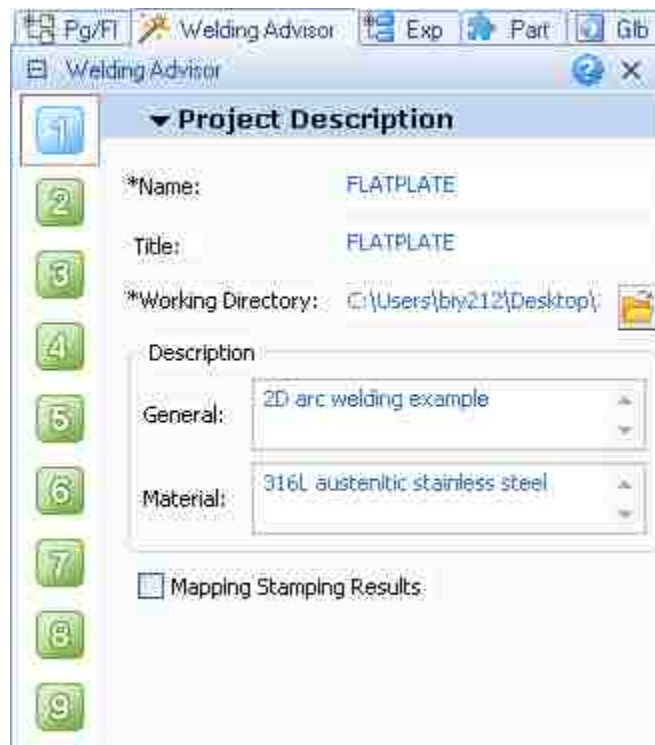 Pg/Fl Welding Advisor Exp Part Glb
Welding Advisor
1 Project Description
2 *Name: FLATPLATE
Title: FLATPLATE
3 *Working Directory: C:\Users\biy212\Desktop\
4 Description
5 General: 2D arc welding example
6 Material: 316L austenitic stainless steel
7 Mapping Stamping Results
8
9